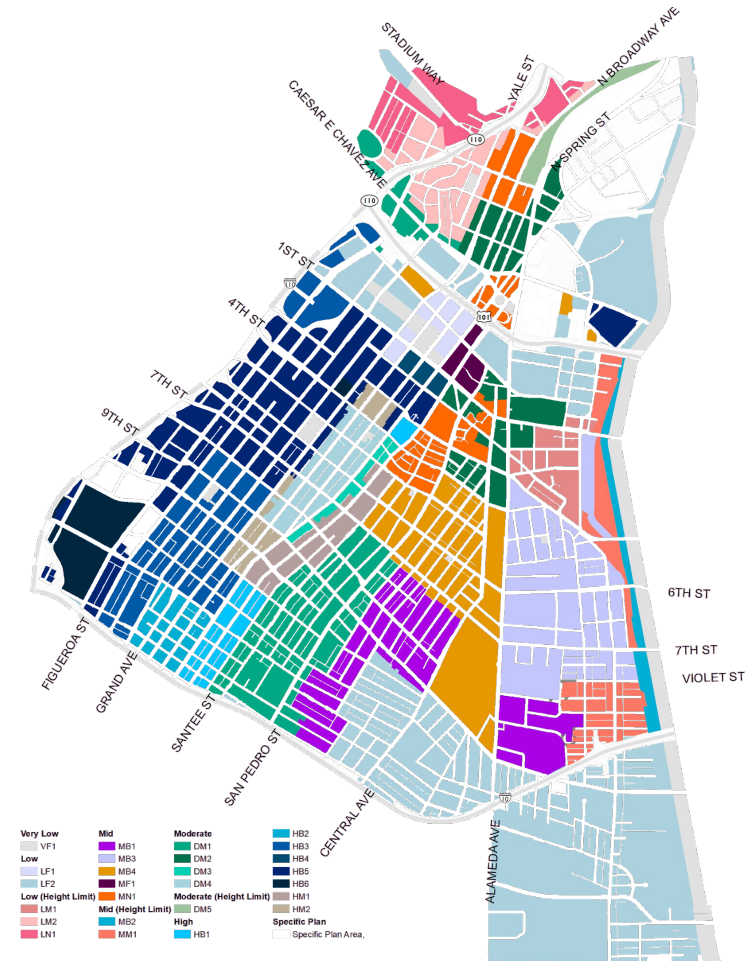 STADIUM WAY
YALE ST
N BROADWAY AVE
CAESAR E CHAVEZ AVE
N SPRING ST
110
110
1ST ST
10
4TH ST
101
7TH ST
9TH ST
6TH ST
7TH ST
VIOLET ST
FIGUEROA ST
GRAND AVE
SANTEE ST
SAN PEDRO ST
CENTRAL AVE
10
ALAMEDA AVE
Very Low
VF1
Low
LF1
LF2
Low (Height Limit)
LM1
LM2
LN1
Mid
MB1
MB3
MB4
MF1
MN1
Mid (Height Limit)
MB2
MM1
Moderate
DM1
DM2
DM3
DM4
Moderate (Height Limit)
DM5
High
HB1
HB2
HB3
HB4
HB5
HB6
HM1
HM2
Specific Plan
Specific Plan Area,